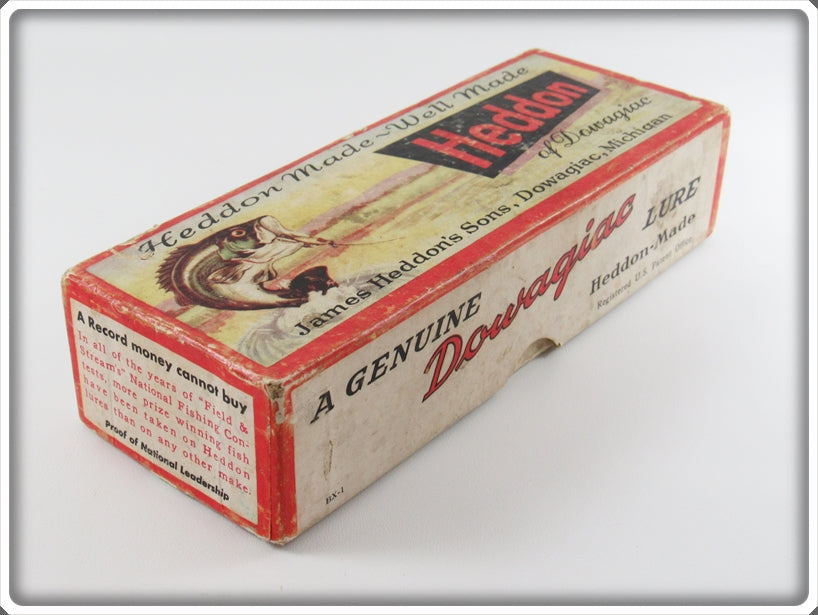 Heddon Made ~ Well Made
Heddon
of Dowagiac
James Heddon's Sons, Dowagiac, Michigan
A GENUINE
Dowagiac
LURE
Heddon-Made
Registered U.S. Patent Office
BX-1
A Record money cannot buy
In all of the years of "Field &
Stream's" National Fishing Con-
tests, more prize winning fish
have been taken on Heddon
lures than on any other make.
Proof of National Leadership